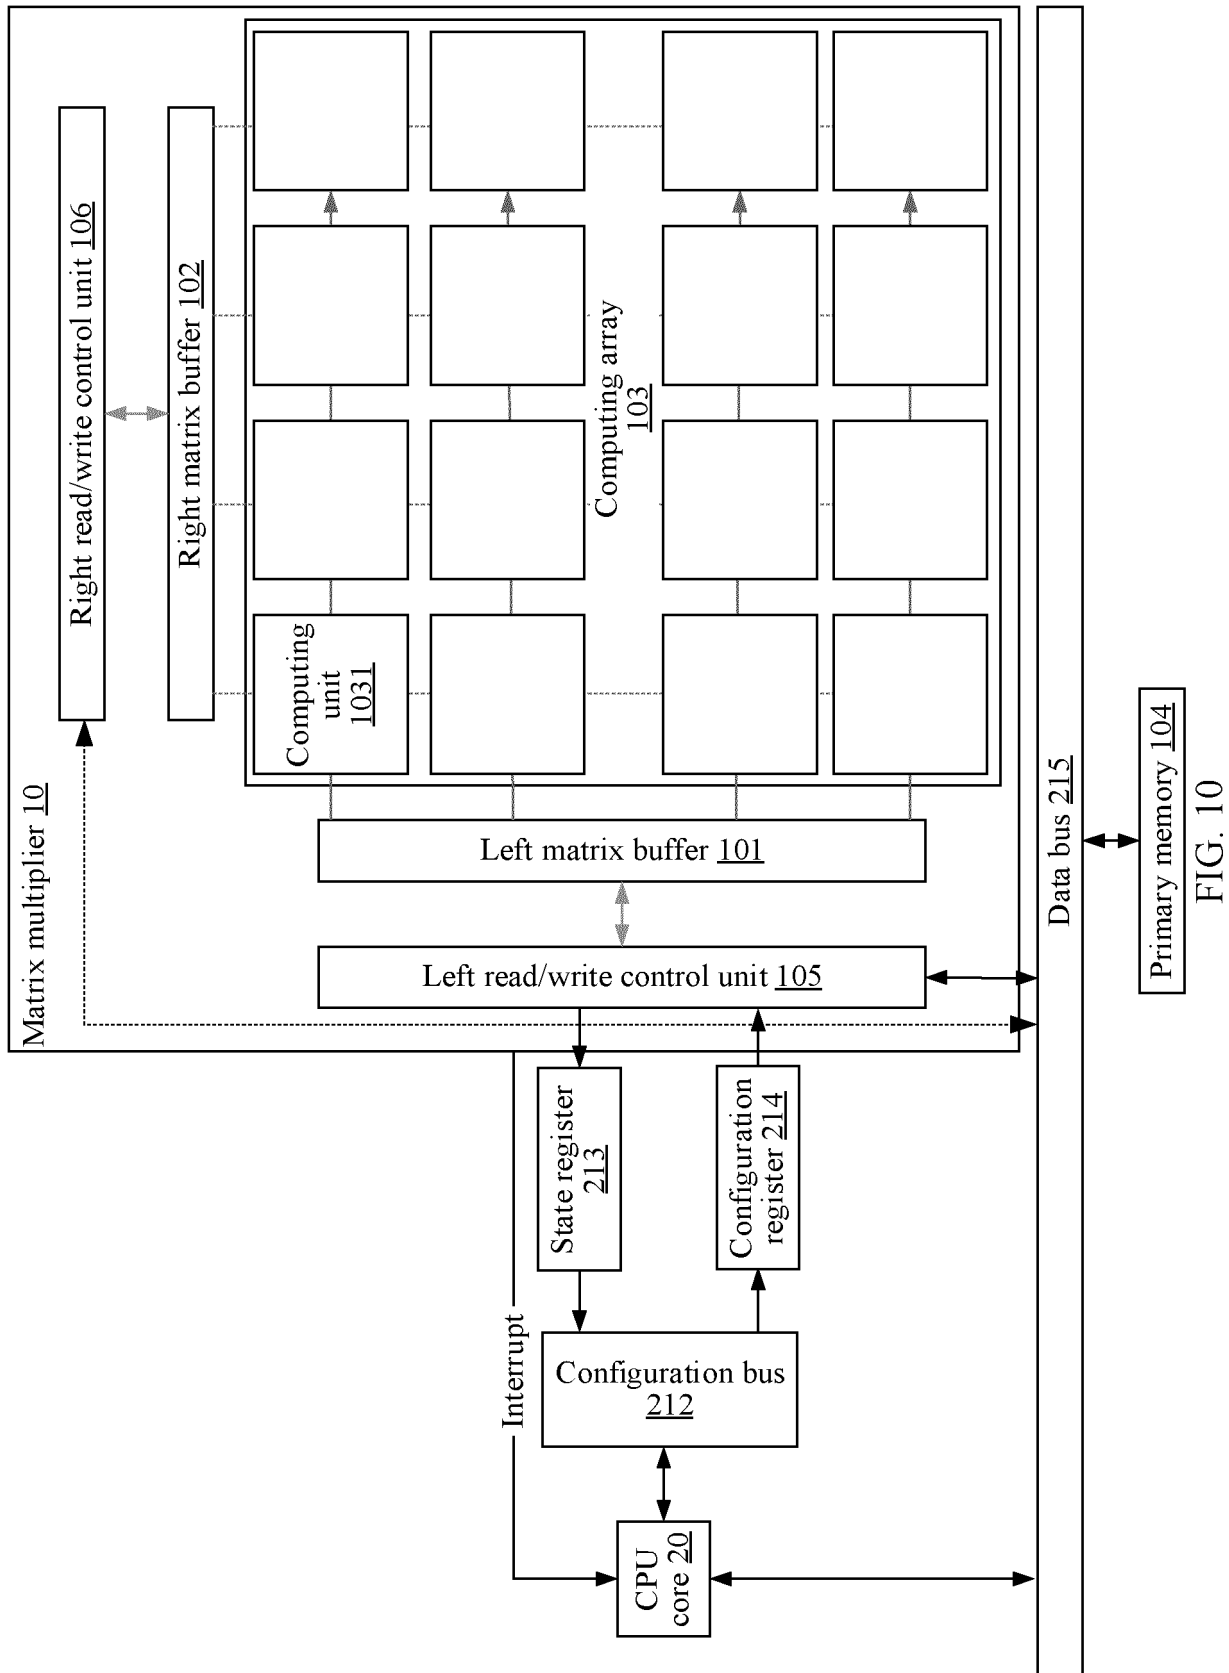 Matrix multiplier 10
Right read/write control unit 106
Right matrix buffer 102
Computing
unit
1031
Computing array
103
Left matrix buffer 101
Left read/write control unit 105
Interrupt
State register
213
Configuration
register 214
Configuration bus
212
CPU
core 20
Data bus 215
Primary memory 104
FIG. 10